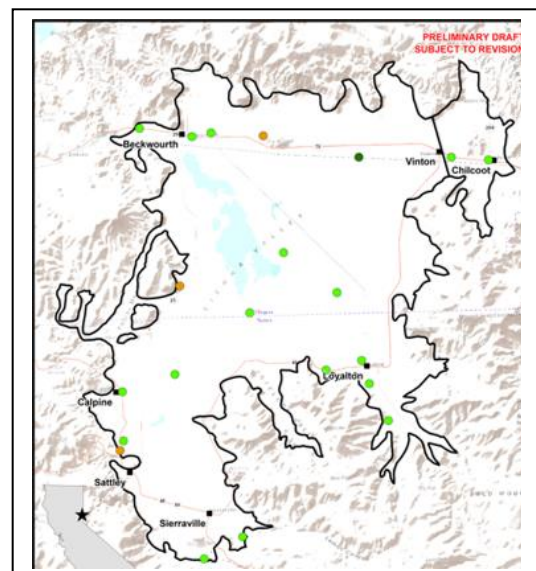 PRELIMINARY DRAFT
SUBJECT TO REVISION
Beckwourth
Vinton
Chilcoot
Loyalton
Calpine
Sattley
Sierraville